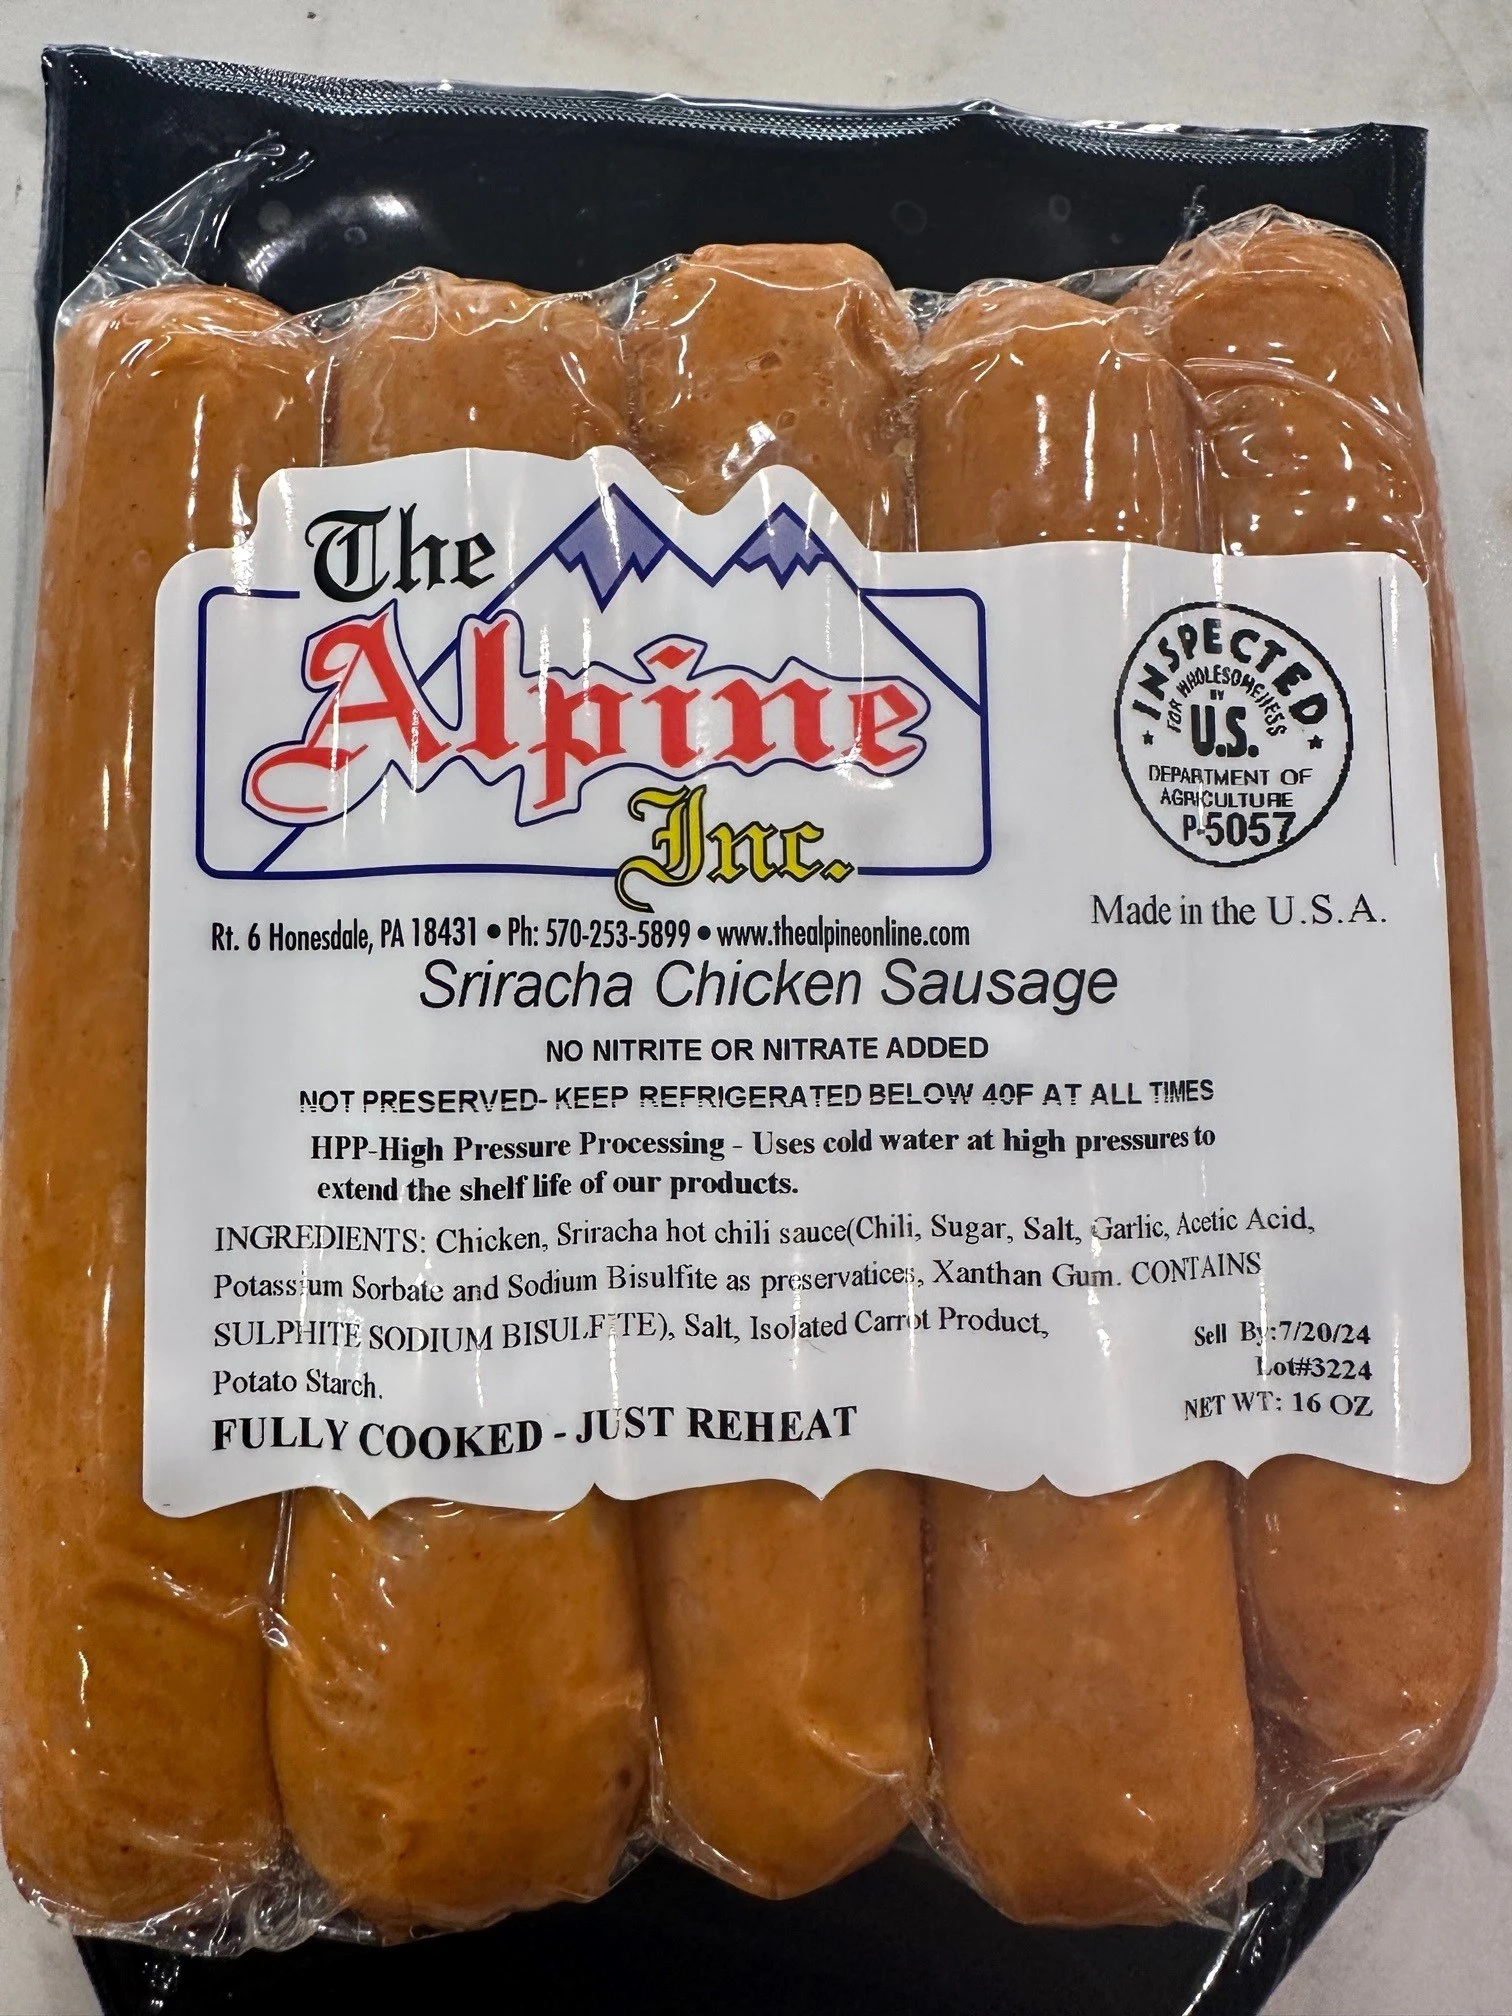 The
Alpine
Inc.
INSPECTED
FOR WHOLESOMENESS
BY
U.S.
DEPARTMENT OF
AGRICULTURE
P-5057
Made in the U.S.A.
Rt. 6 Honesdale, PA 18431 • Ph: 570-253-5899 • www.thealpineonline.com
Sriracha Chicken Sausage
NO NITRITE OR NITRATE ADDED
NOT PRESERVED- KEEP REFRIGERATED BELOW 40F AT ALL TIMES
HPP-High Pressure Processing - Uses cold water at high pressures to
extend the shelf life of our products.
INGREDIENTS: Chicken, Sriracha hot chili sauce(Chili, Sugar, Salt, Garlic, Acetic Acid,
Potassium Sorbate and Sodium Bisulfite as preservatices, Xanthan Gum. CONTAINS
SULPHITE SODIUM BISULFITE), Salt, Isolated Carrot Product,
Potato Starch.
Sell By:7/20/24
Lot#3224
NET WT: 16 OZ
FULLY COOKED - JUST REHEAT